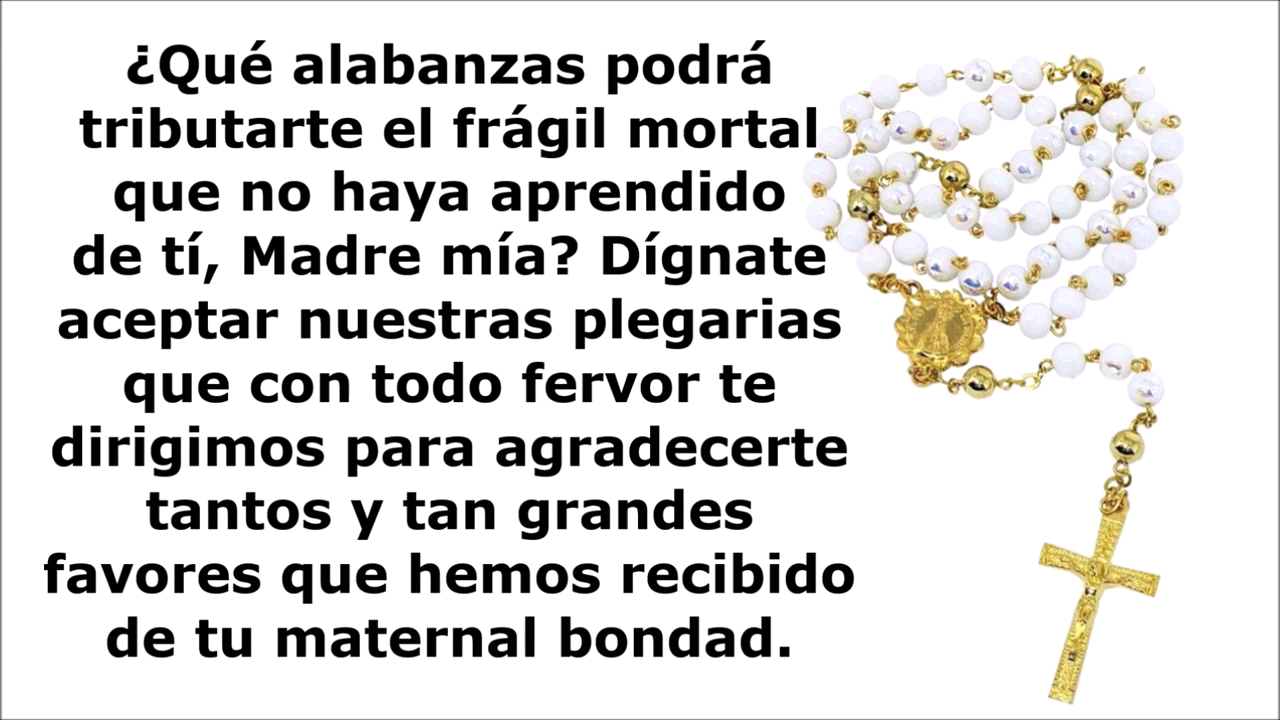 ¿Qué alabanzas podrá
tributarte el frágil mortal
que no haya aprendido
de tí, Madre mía? Dígnate
aceptar nuestras plegarias
que con todo fervor te
dirigimos para agradecerte
tantos y tan grandes
favores que hemos recibido
de tu maternal bondad.